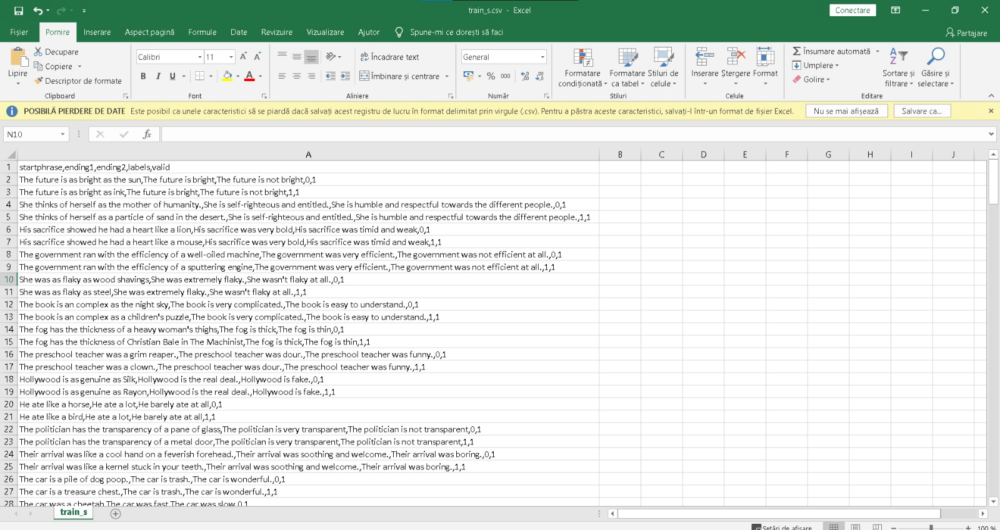 train_s.csv - Excel
Conectare
Fișier Pornire Inserare Aspect pagină Formule Date Revizuire Vizualizare Ajutor Spune-mi ce dorești să faci Partajare
Lipire
Decupare
Copiere
Descriptor de formate
Clipboard
Calibri 11
B I U
Font
Încadrare text
Îmbinare și centrare
Aliniere
General
% 000
Număr
Formatare condiționată
Formatare ca tabel
Stiluri de celule
Stiluri
Inserare Ștergere Format
Celule
Însumare automată
Umplere
Golire
Sortare și filtrare
Găsire și selectare
Editare
POSIBILĂ PIERDERE DE DATE Este posibil ca unele caracteristici să se piardă dacă salvați acest registru de lucru în format delimitat prin virgule (.csv). Pentru a păstra aceste caracteristici, salvați-l într-un format de fișier Excel. Nu se mai afișează Salvare ca...
N10 fx
A B C D E F G H I J
1 startphrase,ending1,ending2,labels,valid
2 The future is as bright as the sun,The future is bright,The future is not bright,0,1
3 The future is as bright as ink,The future is bright,The future is not bright,1,1
4 She thinks of herself as the mother of humanity.,She is self-righteous and entitled.,She is humble and respectful towards the different people.,0,1
5 She thinks of herself as a particle of sand in the desert.,She is self-righteous and entitled.,She is humble and respectful towards the different people.,1,1
6 His sacrifice showed he had a heart like a lion,His sacrifice was very bold,His sacrifice was timid and weak,0,1
7 His sacrifice showed he had a heart like a mouse,His sacrifice was very bold,His sacrifice was timid and weak,1,1
8 The government ran with the efficiency of a well-oiled machine,The government was very efficient.,The government was not efficient at all.,0,1
9 The government ran with the efficiency of a sputtering engine,The government was very efficient.,The government was not efficient at all.,1,1
10 She was as flaky as wood shavings,She was extremely flaky.,She wasn't flaky at all.,0,1
11 She was as flaky as steel,She was extremely flaky.,She wasn't flaky at all.,1,1
12 The book is an complex as the night sky,The book is very complicated.,The book is easy to understand.,0,1
13 The book is an complex as a children's puzzle,The book is very complicated.,The book is easy to understand.,1,1
14 The fog has the thickness of a heavy woman's thighs,The fog is thick,The fog is thin,0,1
15 The fog has the thickness of Christian Bale in The Machinist,The fog is thick,The fog is thin,1,1
16 The preschool teacher was a grim reaper.,The preschool teacher was dour.,The preschool teacher was funny.,0,1
17 The preschool teacher was a clown.,The preschool teacher was dour.,The preschool teacher was funny.,1,1
18 Hollywood is as genuine as Silk,Hollywood is the real deal.,Hollywood is fake.,0,1
19 Hollywood is as genuine as Rayon,Hollywood is the real deal.,Hollywood is fake.,1,1
20 He ate like a horse,He ate a lot,He barely ate at all,0,1
21 He ate like a bird,He ate a lot,He barely ate at all,1,1
22 The politician has the transparency of a pane of glass,The politician is very transparent,The politician is not transparent,0,1
23 The politician has the transparency of a metal door,The politician is very transparent,The politician is not transparent,1,1
24 Their arrival was like a cool hand on a feverish forehead.,Their arrival was soothing and welcome.,Their arrival was boring.,0,1
25 Their arrival was like a kernel stuck in your teeth.,Their arrival was soothing and welcome.,Their arrival was boring.,1,1
26 The car is a pile of dog poop.,The car is trash.,The car is wonderful.,0,1
27 The car is a treasure chest.,The car is trash.,The car is wonderful.,1,1
28 The car was a cheetah,The car was fast,The car was slow,0,1
train_s
Setări de afișare 100 %